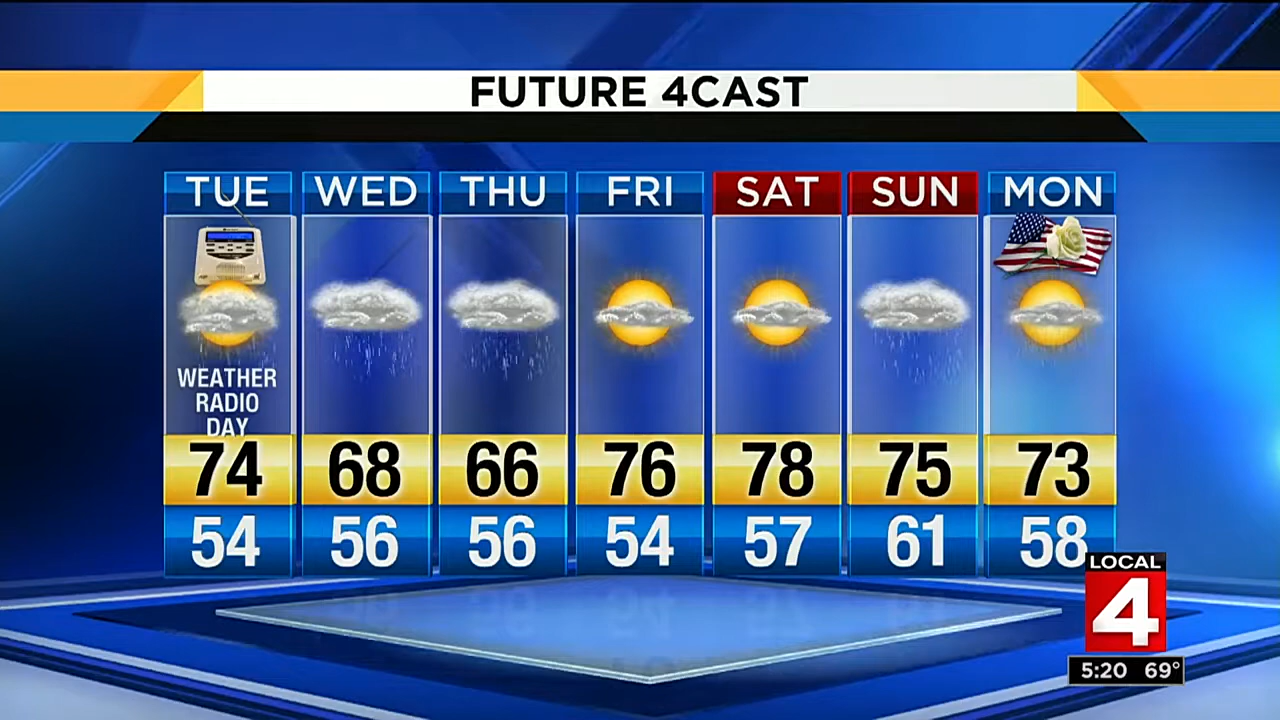 FUTURE 4CAST
TUE WED THU FRI SAT SUN MON
WEATHER
RADIO
DAY
74 68 66 76 78 75 73
54 56 56 54 57 61 58
LOCAL
4
5:20 69°